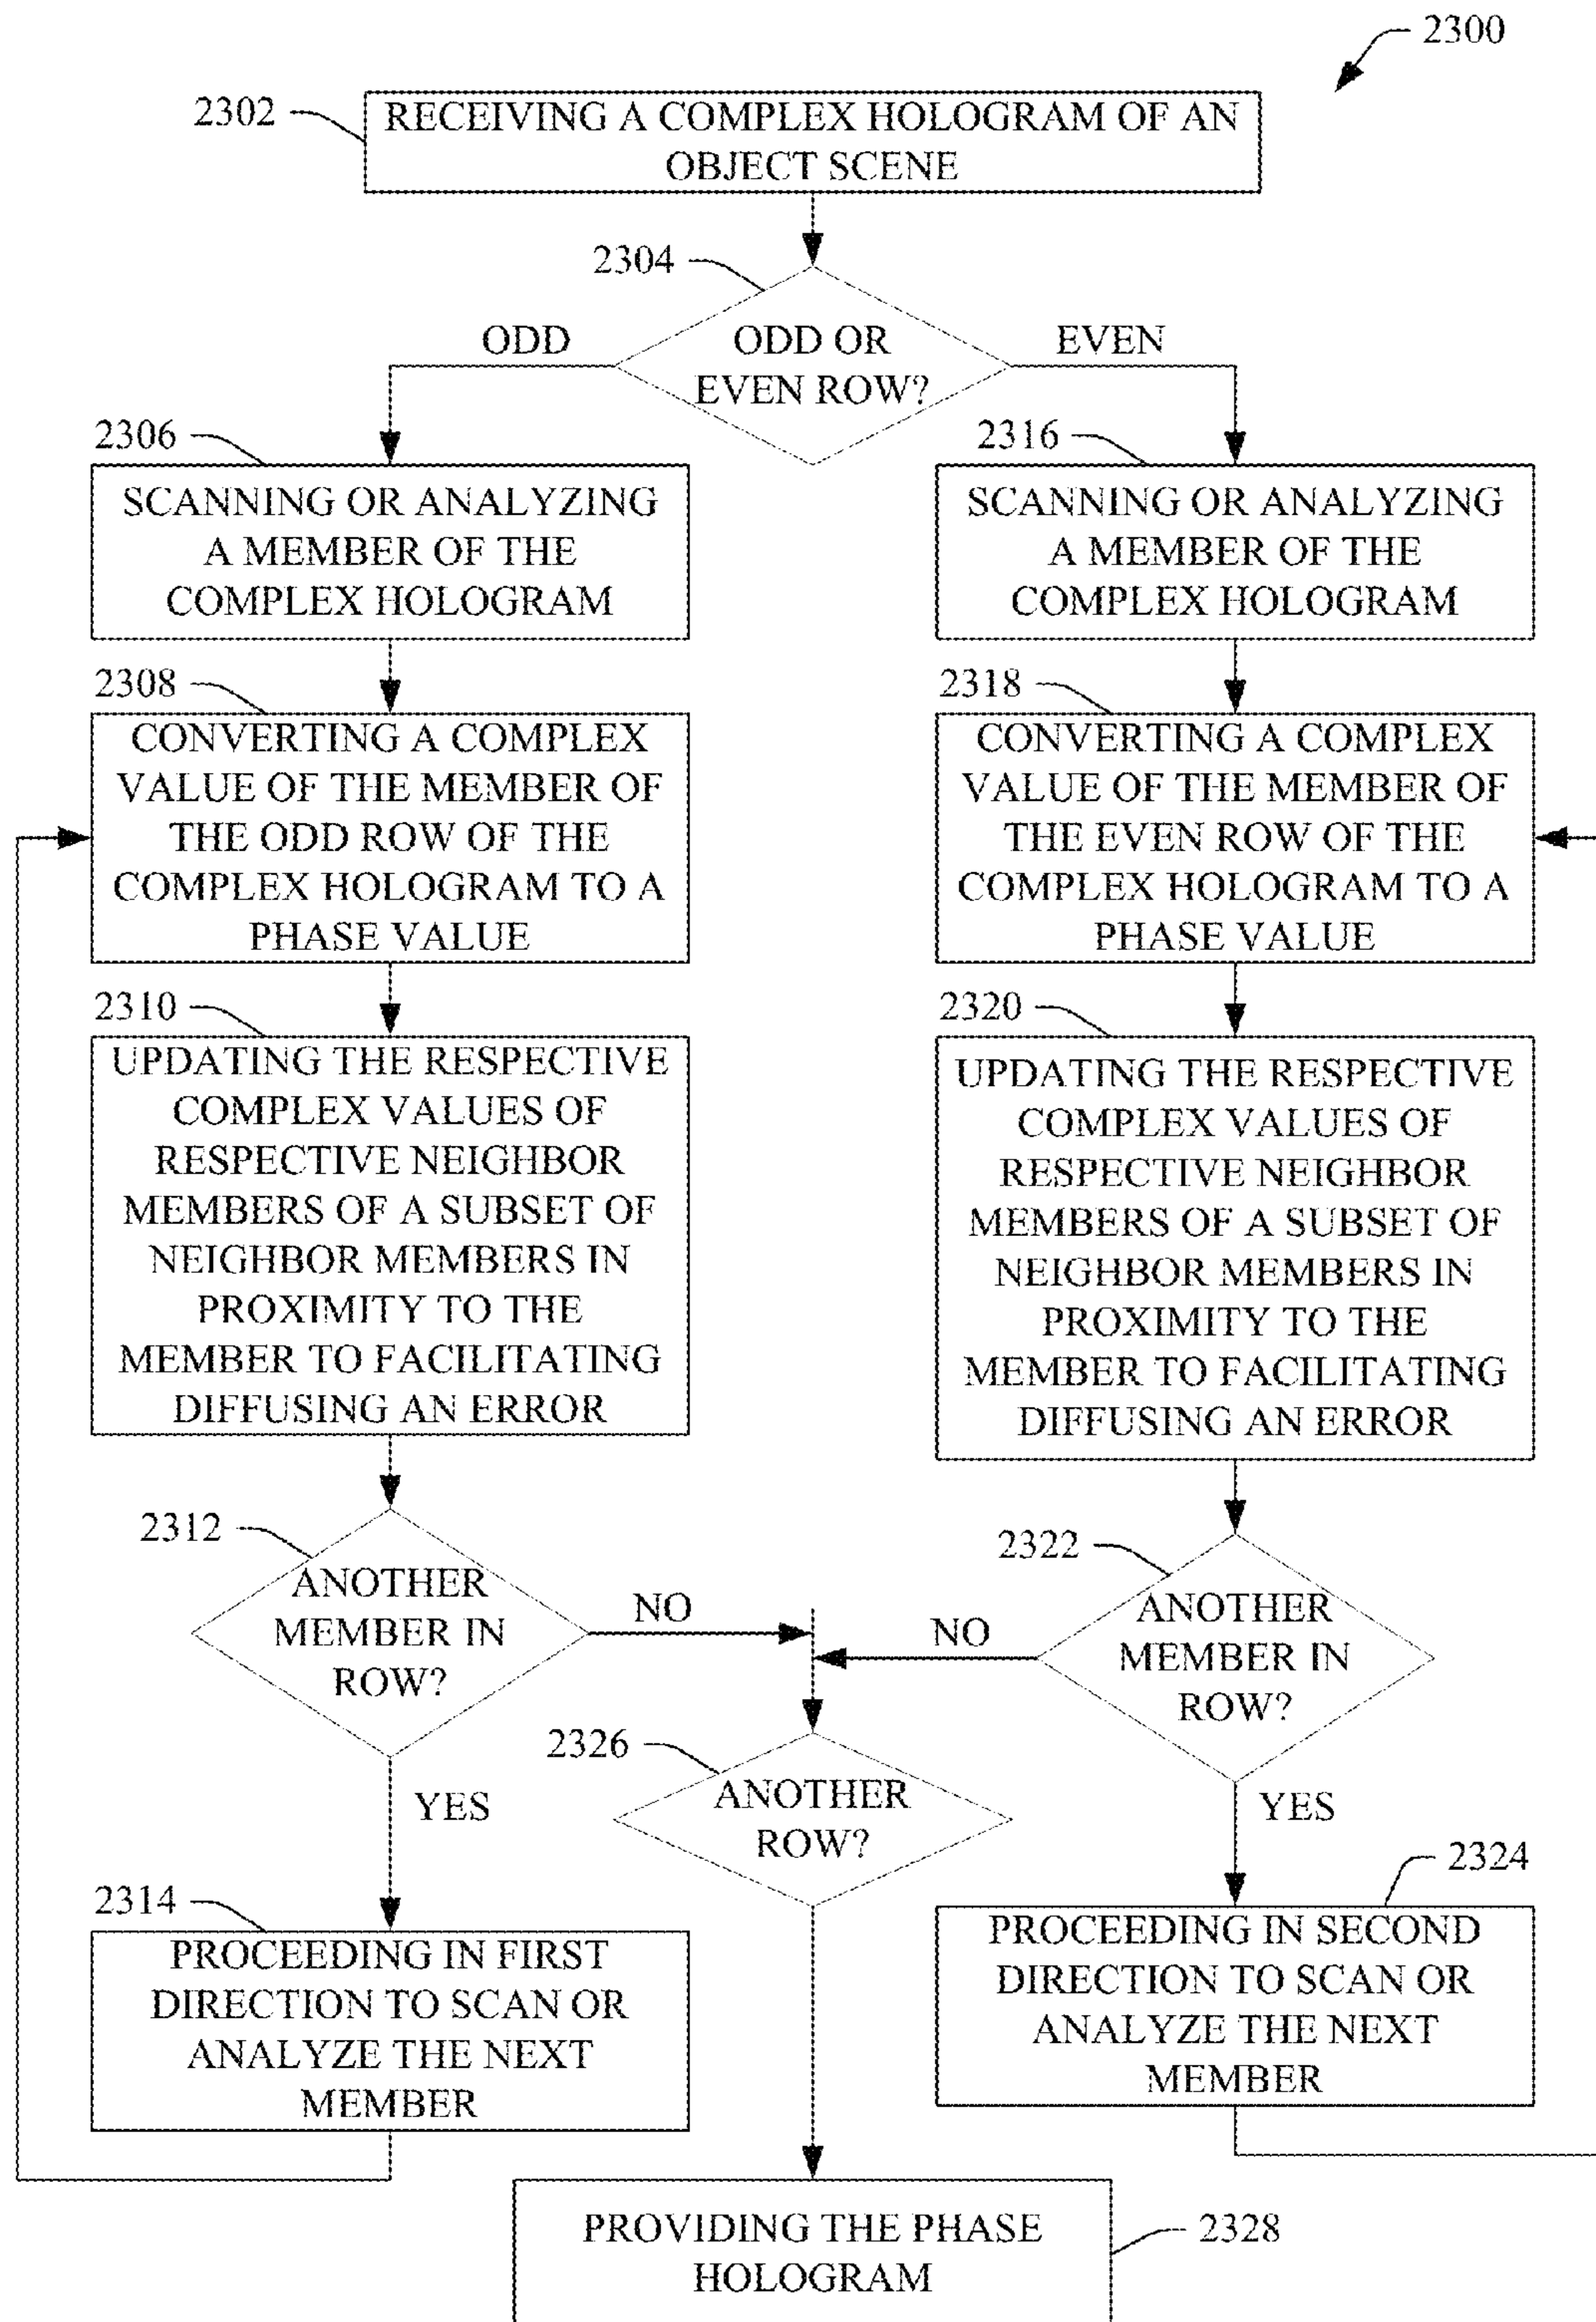 2300
2302
RECEIVING A COMPLEX HOLOGRAM OF AN
OBJECT SCENE
2304
ODD OR
EVEN ROW?
ODD
EVEN
2306
SCANNING OR ANALYZING
A MEMBER OF THE
COMPLEX HOLOGRAM
2316
SCANNING OR ANALYZING
A MEMBER OF THE
COMPLEX HOLOGRAM
2308
CONVERTING A COMPLEX
VALUE OF THE MEMBER OF
THE ODD ROW OF THE
COMPLEX HOLOGRAM TO A
PHASE VALUE
2318
CONVERTING A COMPLEX
VALUE OF THE MEMBER OF
THE EVEN ROW OF THE
COMPLEX HOLOGRAM TO A
PHASE VALUE
2310
UPDATING THE RESPECTIVE
COMPLEX VALUES OF
RESPECTIVE NEIGHBOR
MEMBERS OF A SUBSET OF
NEIGHBOR MEMBERS IN
PROXIMITY TO THE
MEMBER TO FACILITATING
DIFFUSING AN ERROR
2320
UPDATING THE RESPECTIVE
COMPLEX VALUES OF
RESPECTIVE NEIGHBOR
MEMBERS OF A SUBSET OF
NEIGHBOR MEMBERS IN
PROXIMITY TO THE
MEMBER TO FACILITATING
DIFFUSING AN ERROR
2312
ANOTHER
MEMBER IN
ROW?
NO
YES
2322
ANOTHER
MEMBER IN
ROW?
NO
YES
2326
ANOTHER
ROW?
2314
PROCEEDING IN FIRST
DIRECTION TO SCAN OR
ANALYZE THE NEXT
MEMBER
2324
PROCEEDING IN SECOND
DIRECTION TO SCAN OR
ANALYZE THE NEXT
MEMBER
PROVIDING THE PHASE
HOLOGRAM
2328